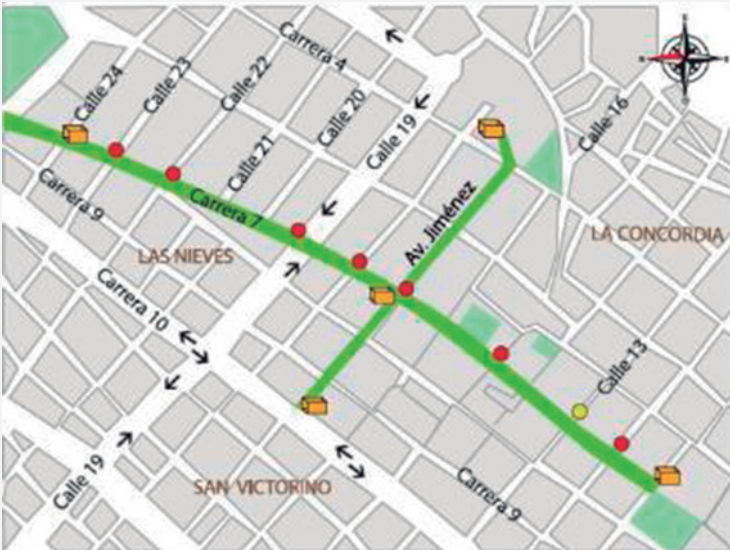 Carrera 4
Calle 24
Calle 23
Calle 22
Calle 20
Calle 19
Calle 21
Calle 16
Carrera 9
Carrera 7
Av. Jiménez
LA CONCORDIA
LAS NIEVES
Carrera 10
Calle 13
Calle 19
SAN VICTORINO
Carrera 9